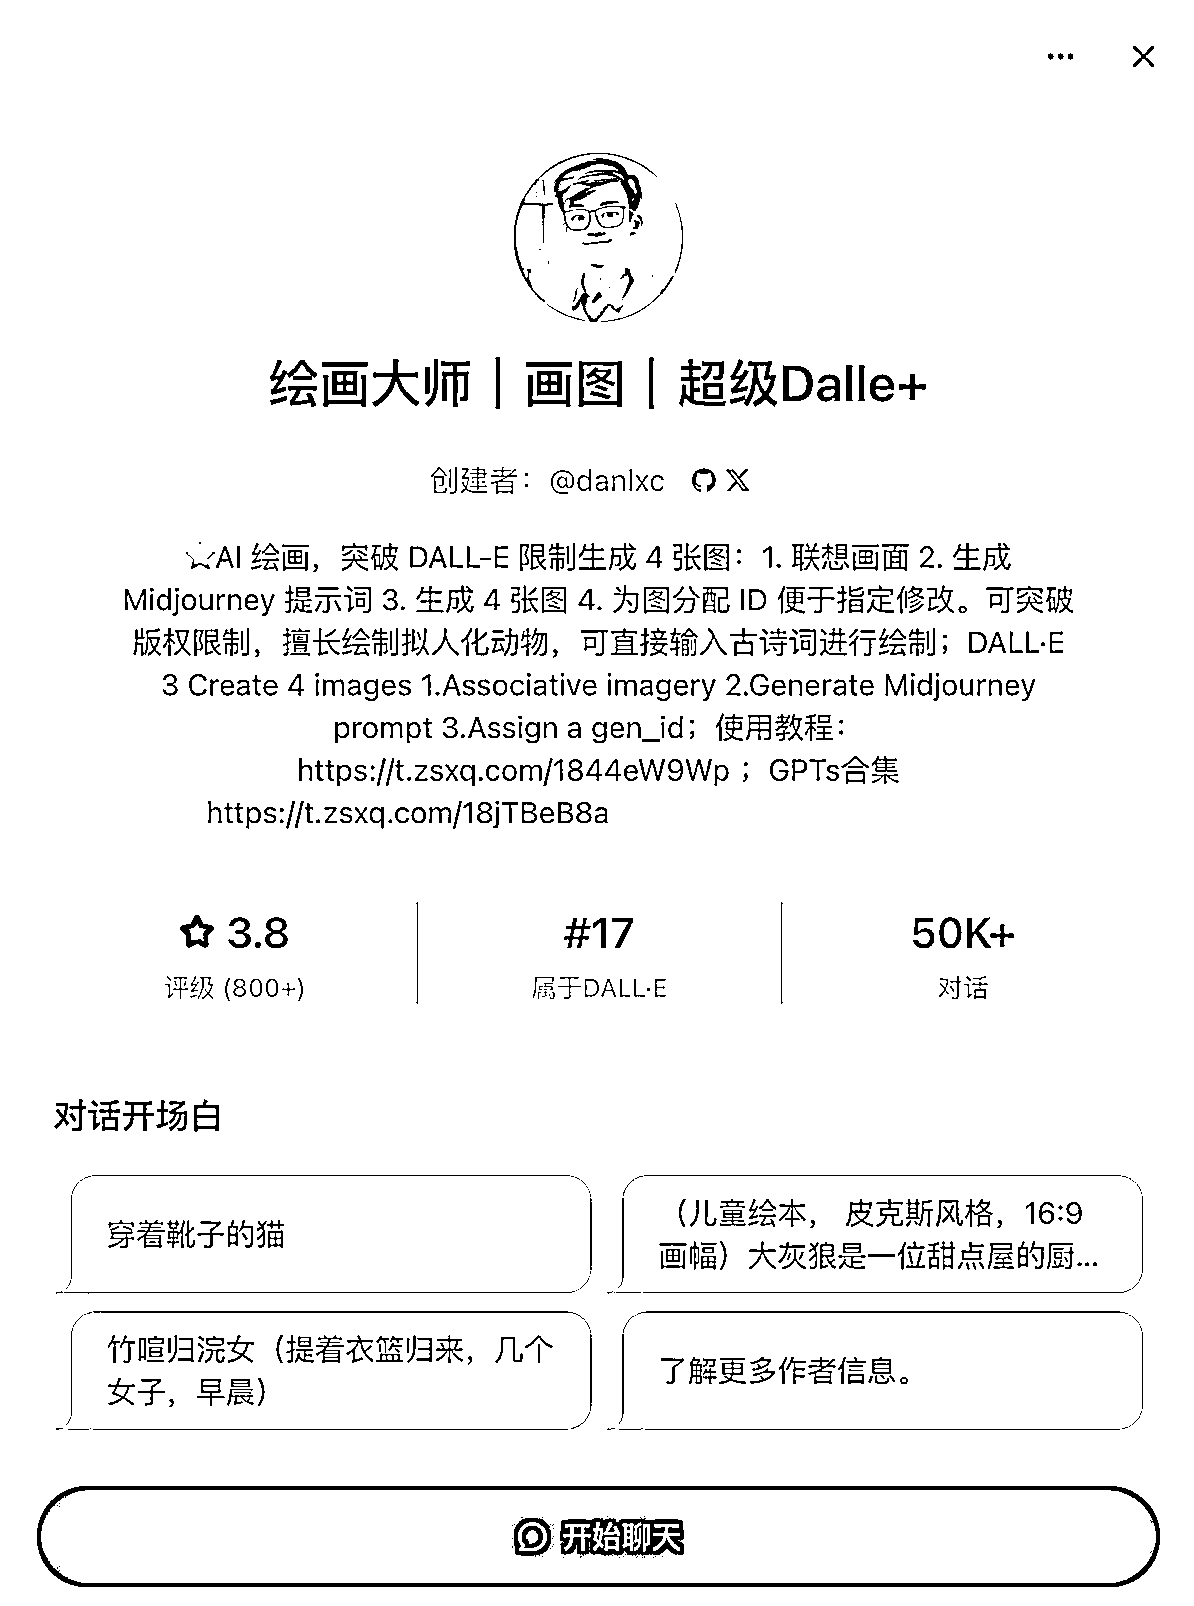 绘画大师｜画图｜超级Dalle+
创建者：@danlxc
AI 绘画，突破 DALL-E 限制生成 4 张图：1. 联想画面 2. 生成
Midjourney 提示词 3. 生成 4 张图 4. 为图分配 ID 便于指定修改。可突破
版权限制，擅长绘制拟人化动物，可直接输入古诗词进行绘制；DALL·E
3 Create 4 images 1.Associative imagery 2.Generate Midjourney
prompt 3.Assign a gen_id；使用教程：
https://t.zsxq.com/1844eW9Wp ；GPTs合集
https://t.zsxq.com/18jTBeB8a
3.8
评级 (800+)
#17
属于DALL·E
50K+
对话
对话开场白
穿着靴子的猫
（儿童绘本， 皮克斯风格，16:9
画幅）大灰狼是一位甜点屋的厨...
竹喧归浣女（提着衣篮归来，几个
女子，早晨）
了解更多作者信息。
开始聊天